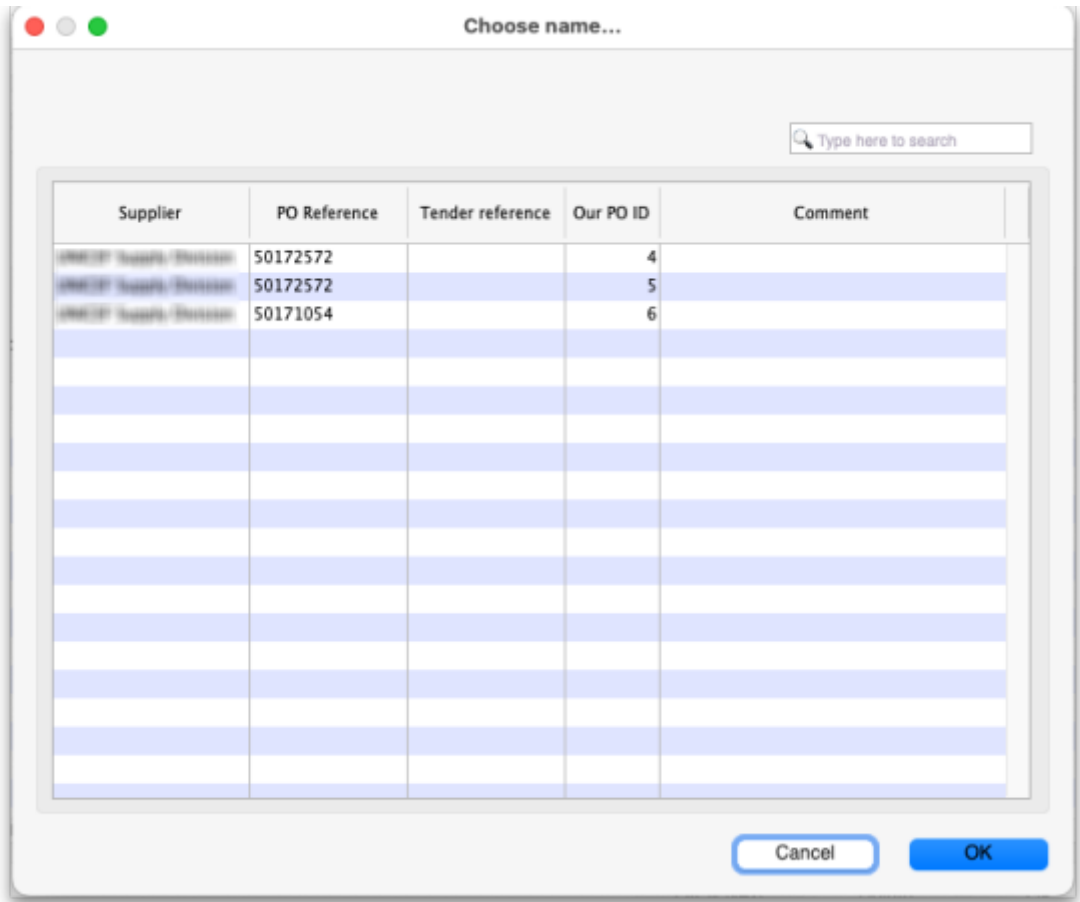 Choose name...
Type here to search
Supplier PO Reference Tender reference Our PO ID Comment
50172572 4
50172572 5
50171054 6
Cancel OK